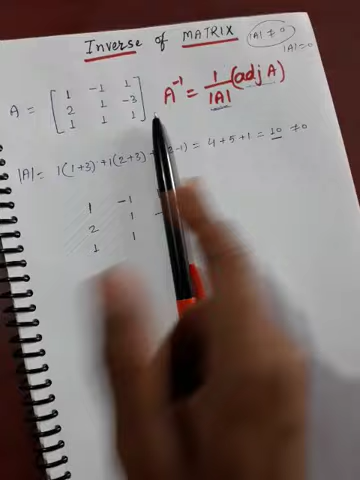 Inverse of MATRIX |A| ≠ 0
|A| = 0
A = [ 1 -1 1
2 1 -3
1 1 1 ]
A⁻¹ = 1/|A| (adj A)
|A| = 1(1+3) +1(2+3) + 2-1) = 4+5+1 = 10 ≠0
1 -1
2 1
1 1